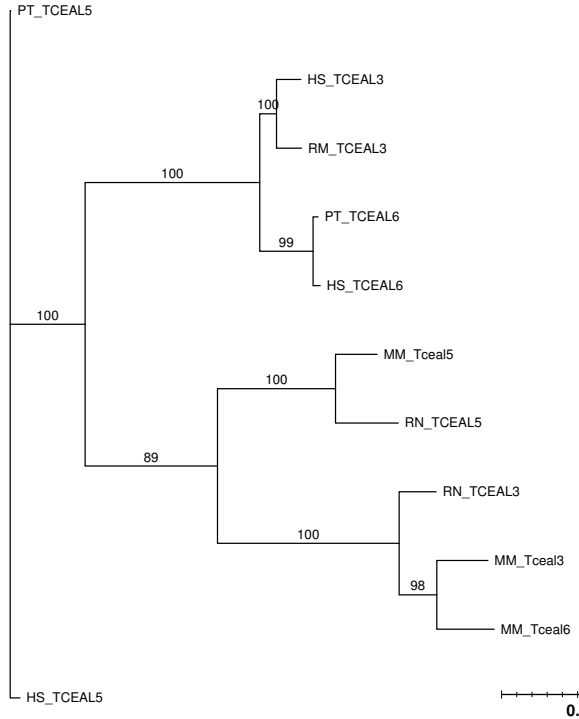 PT_TCEAL5
HS_TCEAL3
100
RM_TCEAL3
100
PT_TCEAL6
99
HS_TCEAL6
100
MM_Tceal5
100
RN_TCEAL5
89
RN_TCEAL3
100
MM_Tceal3
98
MM_Tceal6
HS_TCEAL5
0.